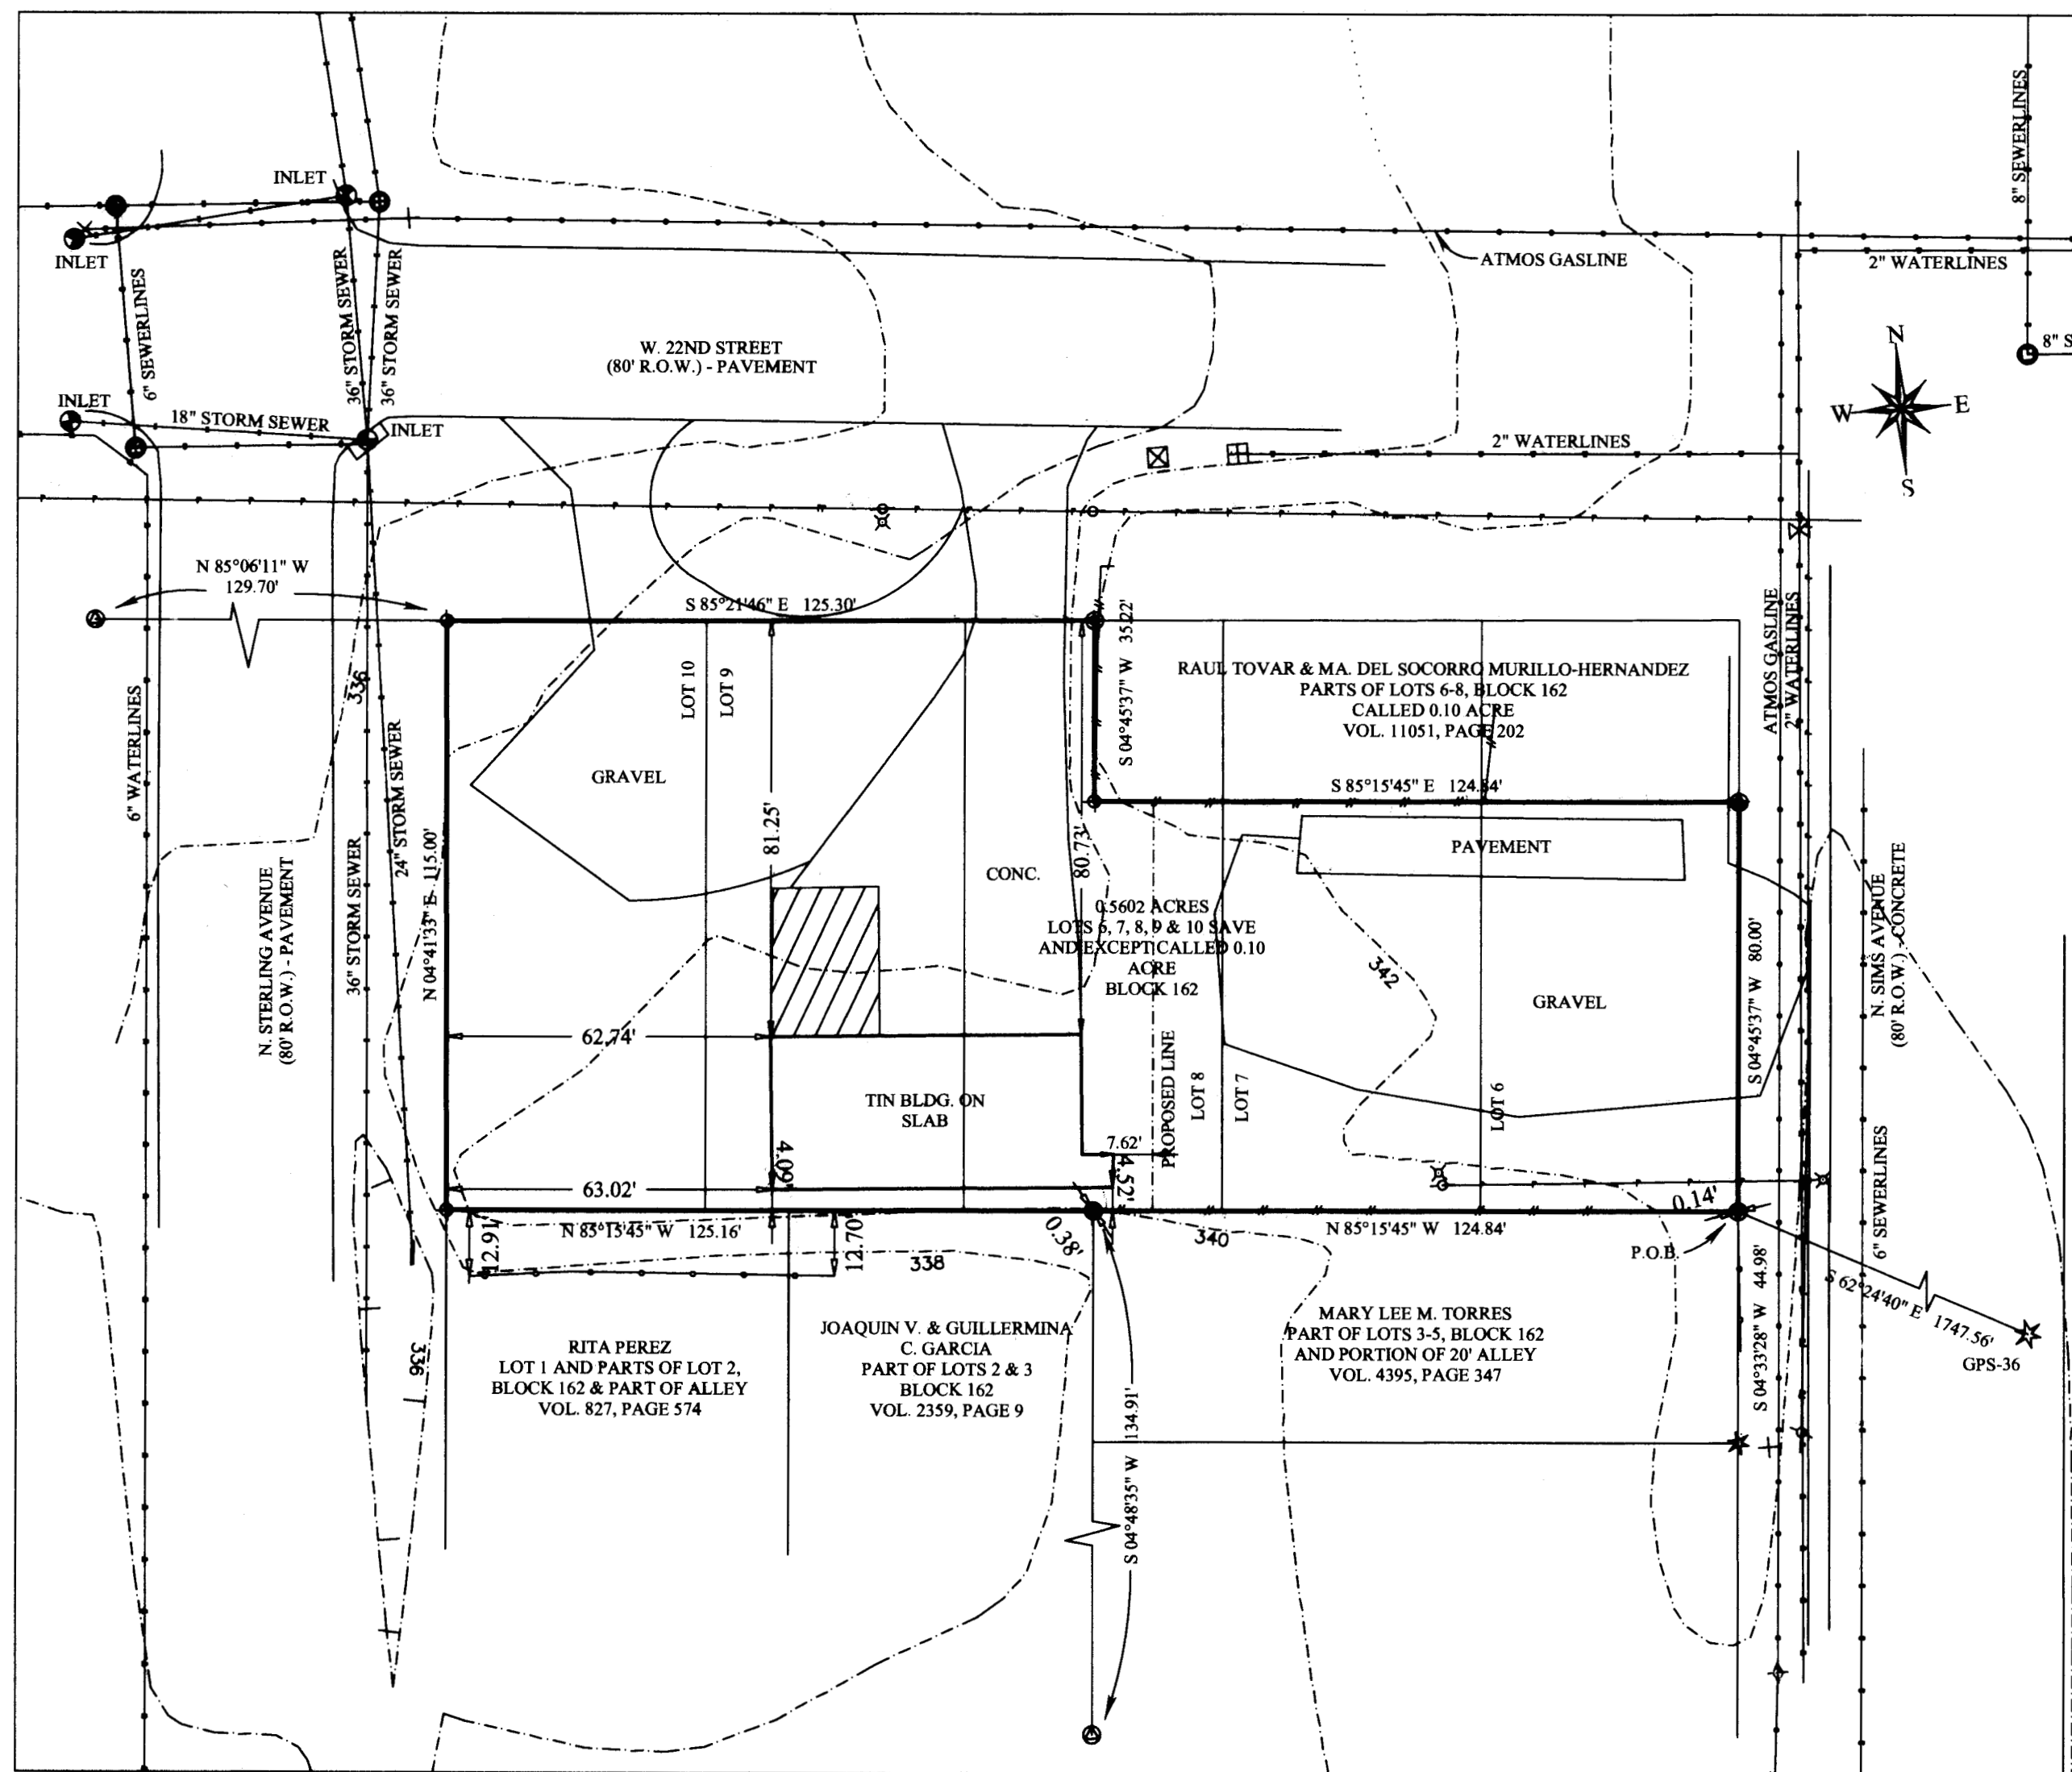 8" SEWERLINES
INLET
INLET
ATMOS GASLINE
2" WATERLINES
6" SEWERLINES
36" STORM SEWER
36" STORM SEWER
W. 22ND STREET
(80' R.O.W.) - PAVEMENT
N
W
E
S
8" S
INLET
18" STORM SEWER
INLET
2" WATERLINES
N 85°06'11" W
129.70'
S 85°21'46" E 125.30'
S 04°45'37" W 35.22'
ATMOS GASLINE
2" WATERLINES
336
LOT 10
LOT 9
RAUL TOVAR & MA. DEL SOCORRO MURILLO-HERNANDEZ
PARTS OF LOTS 6-8, BLOCK 162
CALLED 0.10 ACRE
VOL. 11051, PAGE 202
6" WATERLINES
24" STORM SEWER
GRAVEL
S 85°15'45" E 124.84'
81.25'
80.73'
PAVEMENT
N. STERLING AVENUE
(80' R.O.W.) - PAVEMENT
36" STORM SEWER
N 04°41'33" E 115.00'
CONC.
0.5602 ACRES
LOTS 6, 7, 8, 9 & 10 SAVE
AND EXCEPT CALLED 0.10
ACRE
BLOCK 162
342
GRAVEL
S 04°45'37" W 80.00'
N. SIMS AVENUE
(80' R.O.W.) - CONCRETE
62.74'
TIN BLDG. ON
SLAB
PROPOSED LINE
LOT 8
LOT 7
LOT 6
7.62'
4.09'
4.52'
63.02'
0.14'
6" SEWERLINES
12.91'
N 85°15'45" W 125.16'
12.70'
0.38'
340
N 85°15'45" W 124.84'
P.O.B.
338
S 62°24'40" E 1747.56'
GPS-36
S 04°33'28" W 44.98'
336
RITA PEREZ
LOT 1 AND PARTS OF LOT 2,
BLOCK 162 & PART OF ALLEY
VOL. 827, PAGE 574
JOAQUIN V. & GUILLERMINA
C. GARCIA
PART OF LOTS 2 & 3
BLOCK 162
VOL. 2359, PAGE 9
MARY LEE M. TORRES
PART OF LOTS 3-5, BLOCK 162
AND PORTION OF 20' ALLEY
VOL. 4395, PAGE 347
S 04°48'35" W 134.91'